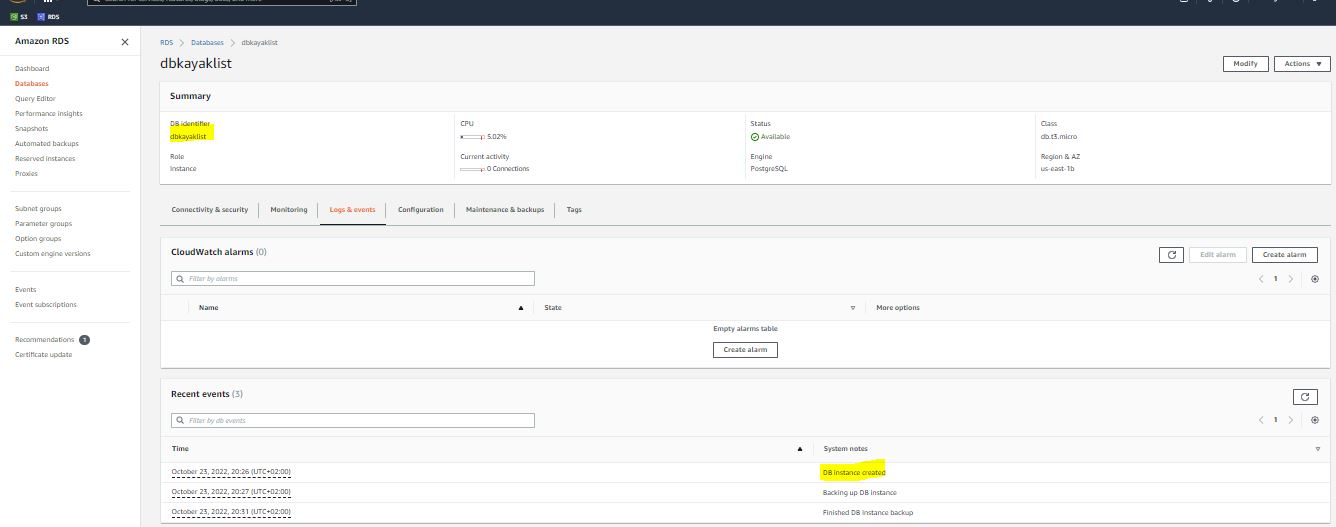 S3 RDS
Amazon RDS
Dashboard
Databases
Query Editor
Performance insights
Snapshots
Automated backups
Reserved instances
Proxies
Subnet groups
Parameter groups
Option groups
Custom engine versions
Events
Event subscriptions
Recommendations 1
Certificate update
RDS > Databases > dbkayaklist
dbkayaklist
Modify Actions
Summary
DB identifier
dbkayaklist
CPU
5.02%
Status
Available
Class
db.t3.micro
Role
Instance
Current activity
0 Connections
Engine
PostgreSQL
Region & AZ
us-east-1b
Connectivity & security Monitoring Logs & events Configuration Maintenance & backups Tags
CloudWatch alarms (0)
Edit alarm Create alarm
Filter by alarms
1
Name State More options
Empty alarms table
Create alarm
Recent events (3)
Filter by db events
1
Time System notes
October 23, 2022, 20:26 (UTC+02:00) DB instance created
October 23, 2022, 20:27 (UTC+02:00) Backing up DB instance
October 23, 2022, 20:31 (UTC+02:00) Finished DB Instance backup